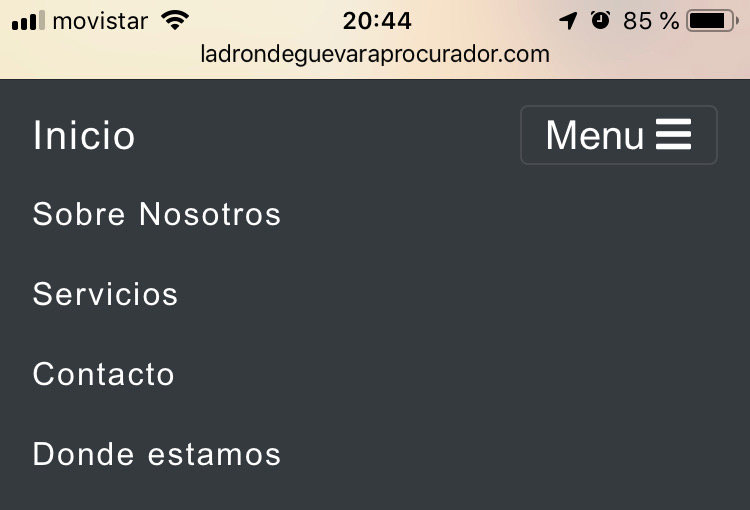 movistar 20:44 85 %
ladrondeguevaraprocurador.com
Inicio Menu
Sobre Nosotros
Servicios
Contacto
Donde estamos